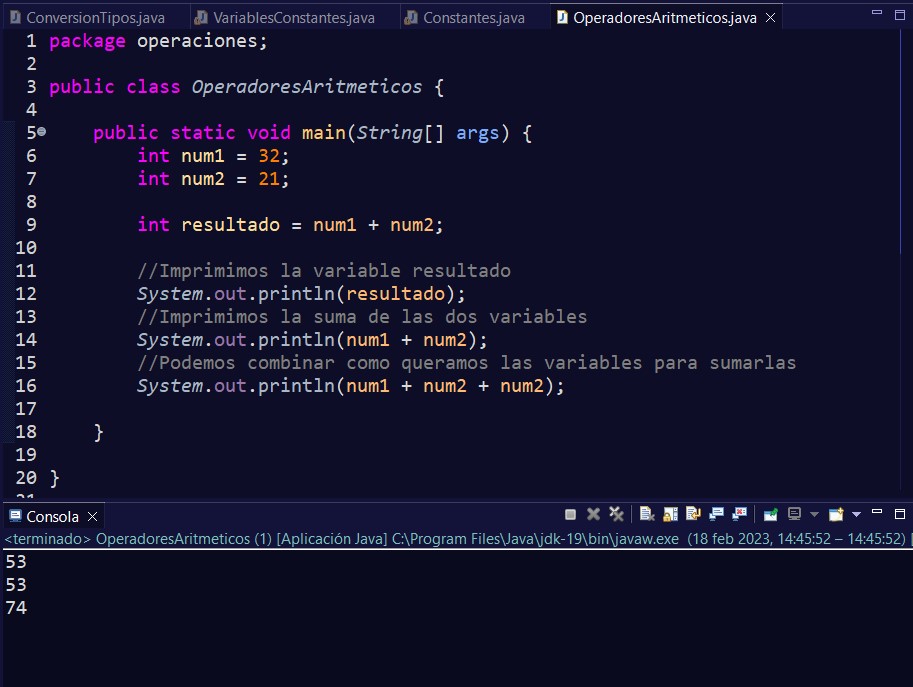 ConversionTipos.java VariablesConstantes.java Constantes.java OperadoresAritmeticos.java
1 package operaciones;
2
3 public class OperadoresAritmeticos {
4
5 public static void main(String[] args) {
6 int num1 = 32;
7 int num2 = 21;
8
9 int resultado = num1 + num2;
10
11 //Imprimimos la variable resultado
12 System.out.println(resultado);
13 //Imprimimos la suma de las dos variables
14 System.out.println(num1 + num2);
15 //Podemos combinar como queramos las variables para sumarlas
16 System.out.println(num1 + num2 + num2);
17
18 }
19
20 }
21
Consola
<terminado> OperadoresAritmeticos (1) [Aplicación Java] C:\Program Files\Java\jdk-19\bin\javaw.exe (18 feb 2023, 14:45:52 – 14:45:52) [
53
53
74